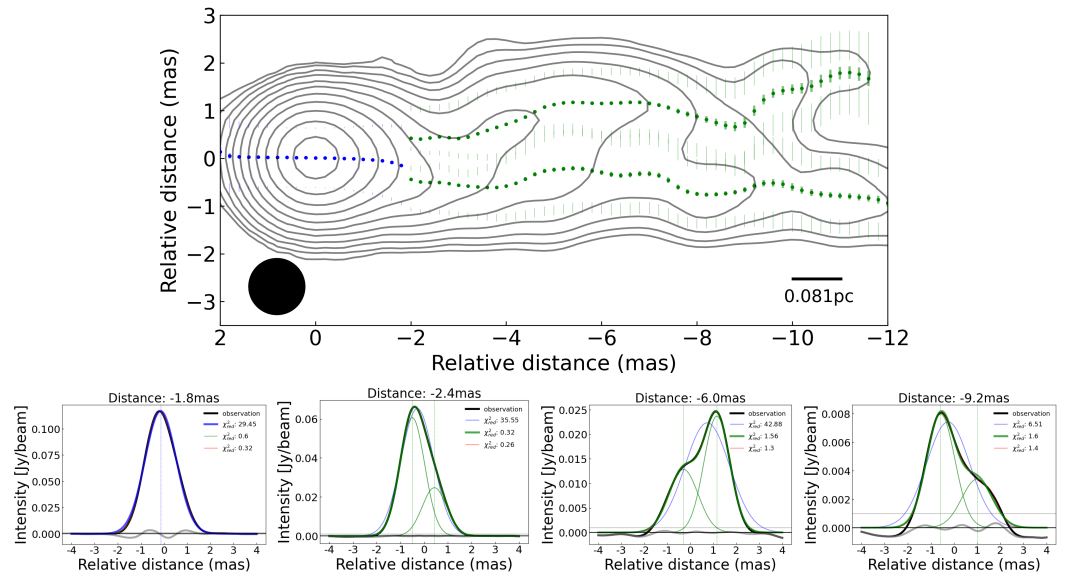 3
2
1
0
−1
−2
−3
Relative distance (mas)
0.081pc
2 0 −2 −4 −6 −8 −10 −12
Relative distance (mas)
Distance: -1.8mas
Intensity [Jy/beam]
0.100
0.075
0.050
0.025
0.000
observation
χ²red: 29.45
χ²red: 0.6
χ²red: 0.32
-4 -3 -2 -1 0 1 2 3 4
Relative distance (mas)
Distance: -2.4mas
Intensity [Jy/beam]
0.06
0.04
0.02
0.00
observation
χ²red: 35.55
χ²red: 0.32
χ²red: 0.26
-4 -3 -2 -1 0 1 2 3 4
Relative distance (mas)
Distance: -6.0mas
Intensity [Jy/beam]
0.025
0.020
0.015
0.010
0.005
0.000
observation
χ²red: 42.88
χ²red: 1.56
χ²red: 1.3
-4 -3 -2 -1 0 1 2 3 4
Relative distance (mas)
Distance: -9.2mas
Intensity [Jy/beam]
0.008
0.006
0.004
0.002
0.000
observation
χ²red: 6.51
χ²red: 1.6
χ²red: 1.4
-4 -3 -2 -1 0 1 2 3 4
Relative distance (mas)